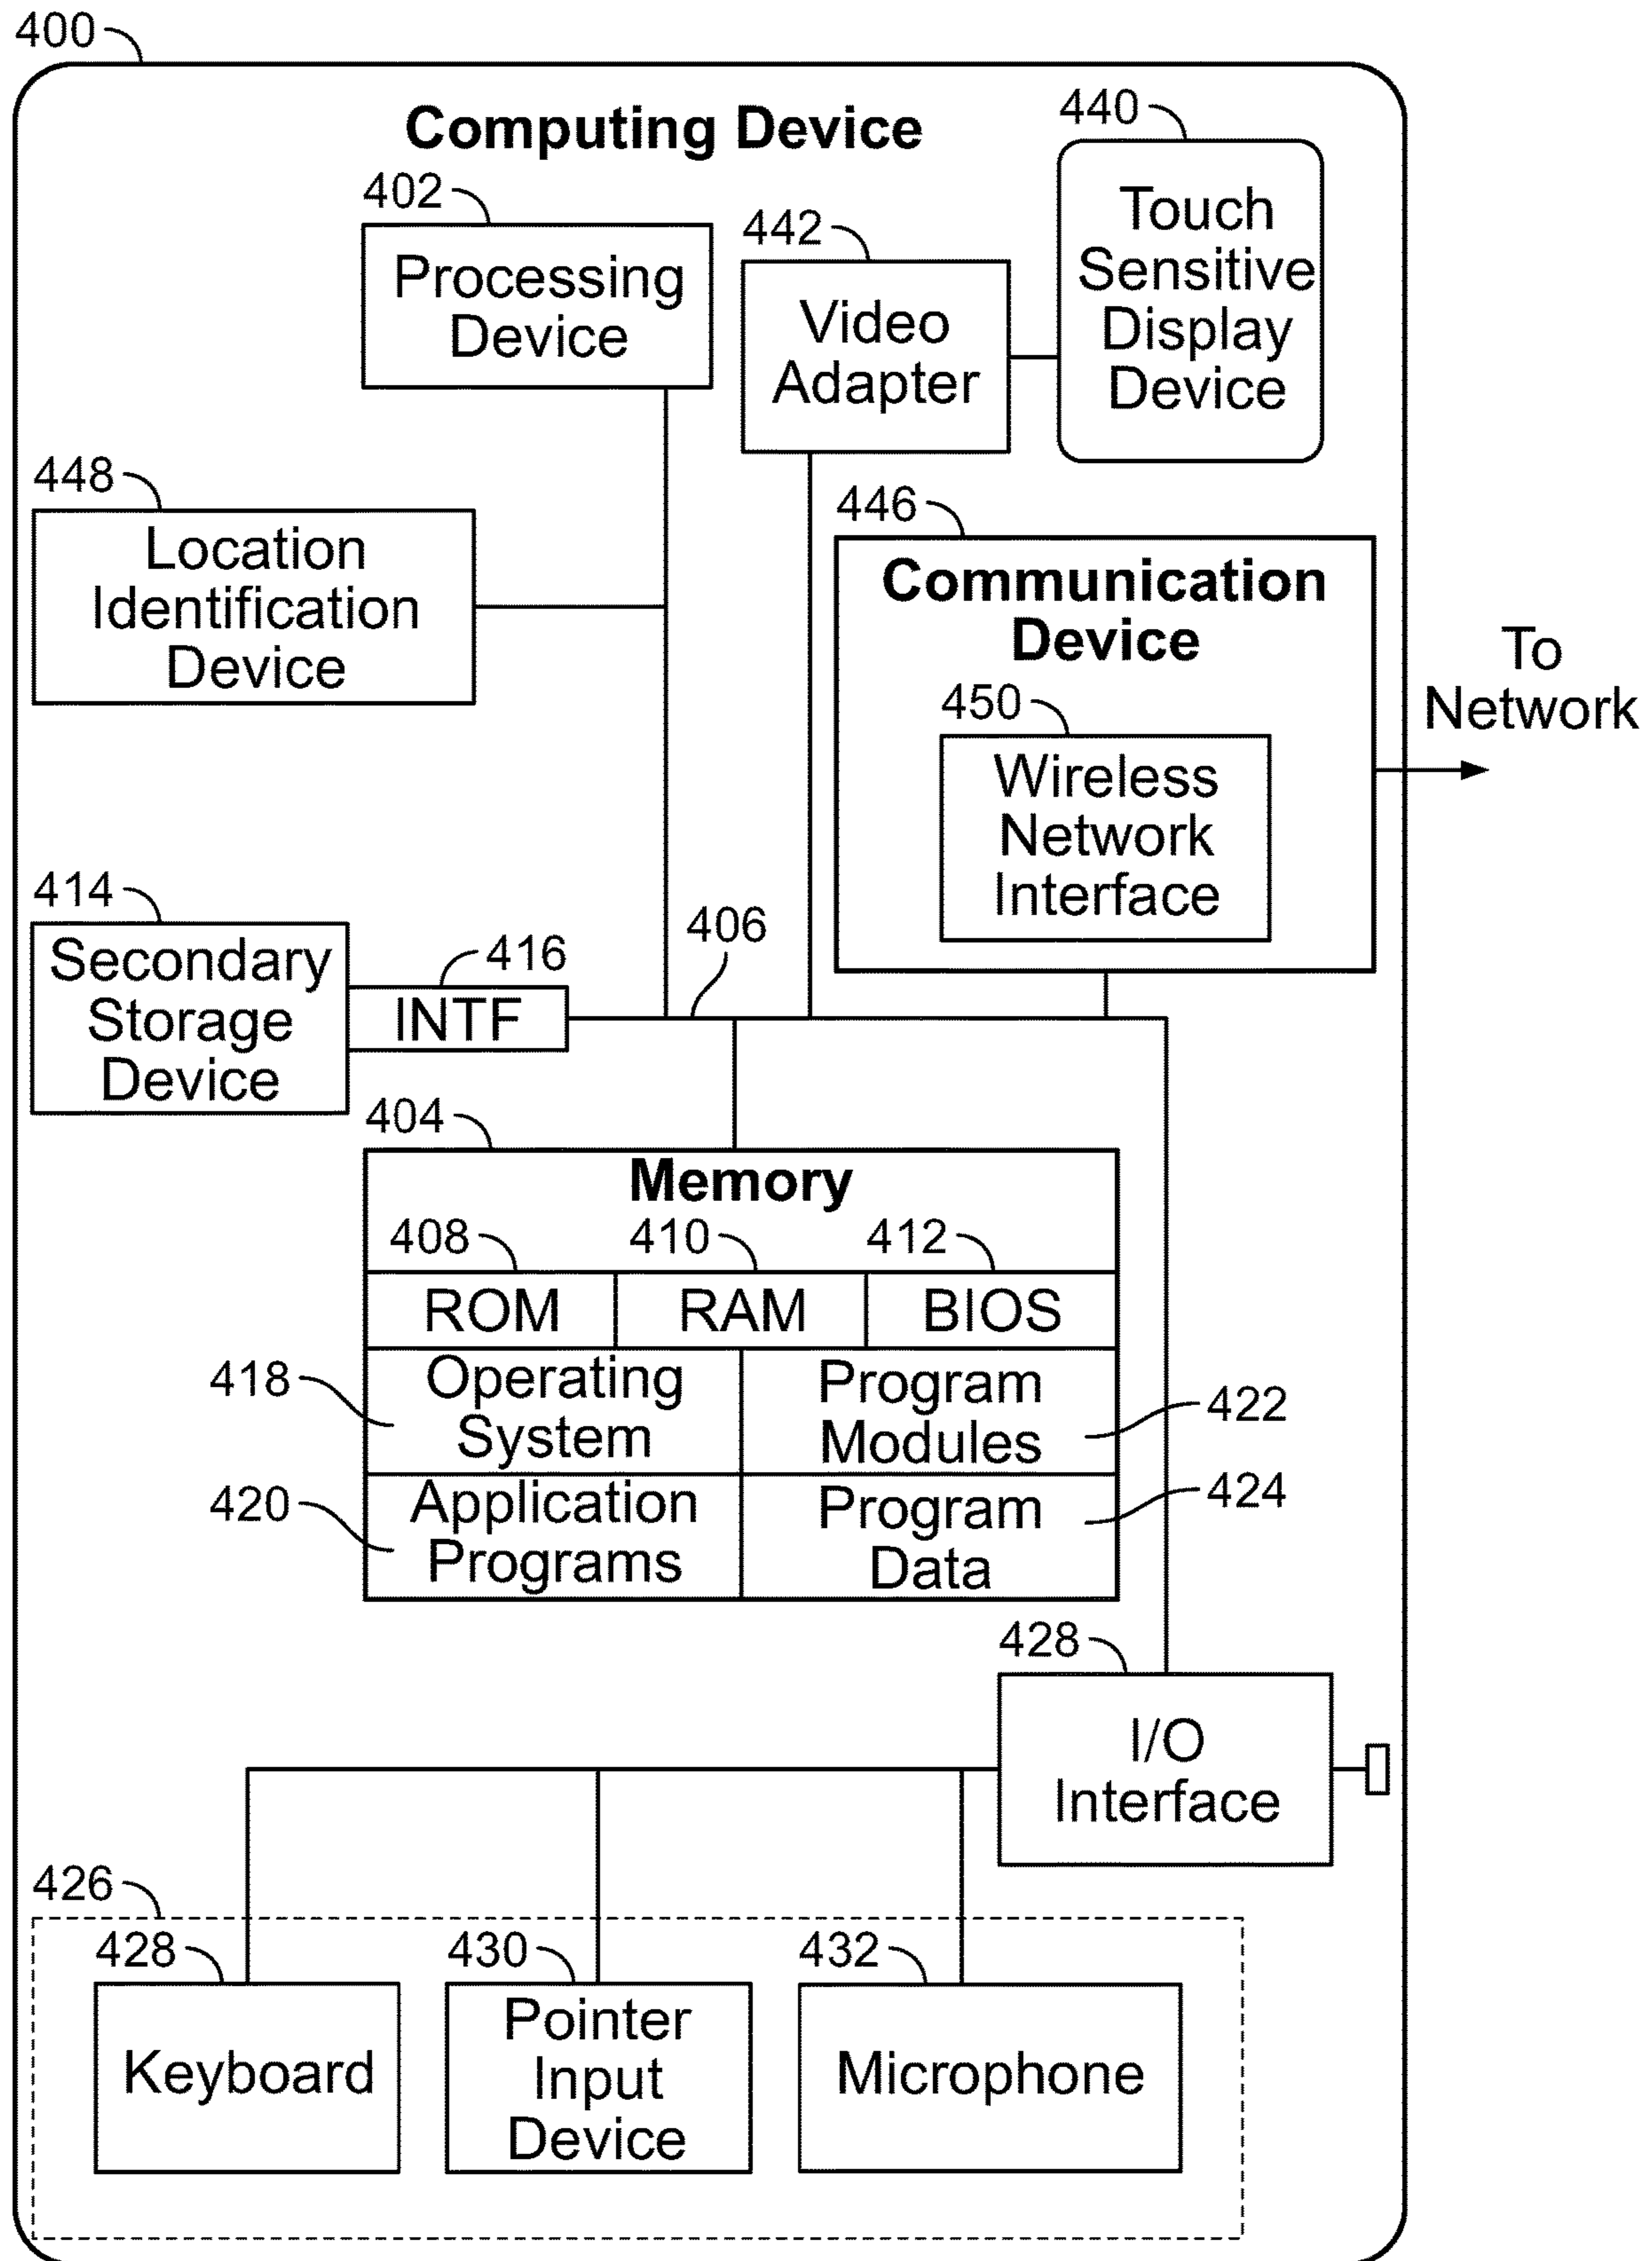 400
Computing Device
440
Touch
Sensitive
Display
Device
402
Processing
Device
442
Video
Adapter
448
Location
Identification
Device
446
Communication
Device
450
Wireless
Network
Interface
To
Network
414
Secondary
Storage
Device
416
INTF
406
404
Memory
408
410
412
ROM
RAM
BIOS
418
Operating
System
Program
Modules
422
420
Application
Programs
Program
Data
424
428
I/O
Interface
426
428
Keyboard
430
Pointer
Input
Device
432
Microphone